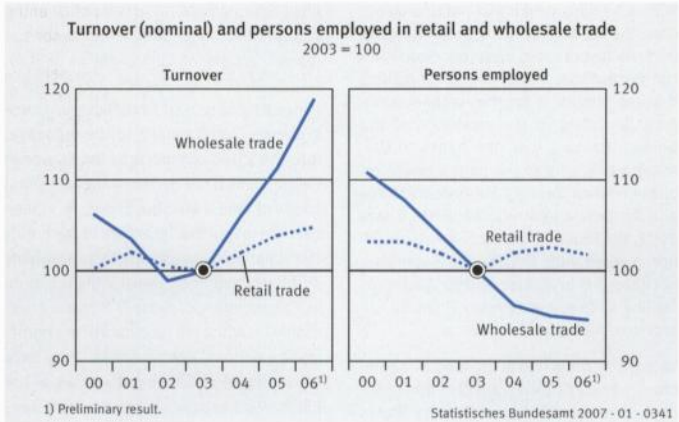 Turnover (nominal) and persons employed in retail and wholesale trade
2003 = 100
Turnover
120
110
100
90
Wholesale trade
Retail trade
00 01 02 03 04 05 06¹⁾
Persons employed
120
110
100
90
Retail trade
Wholesale trade
00 01 02 03 04 05 06¹⁾
1) Preliminary result.
Statistisches Bundesamt 2007 - 01 - 0341